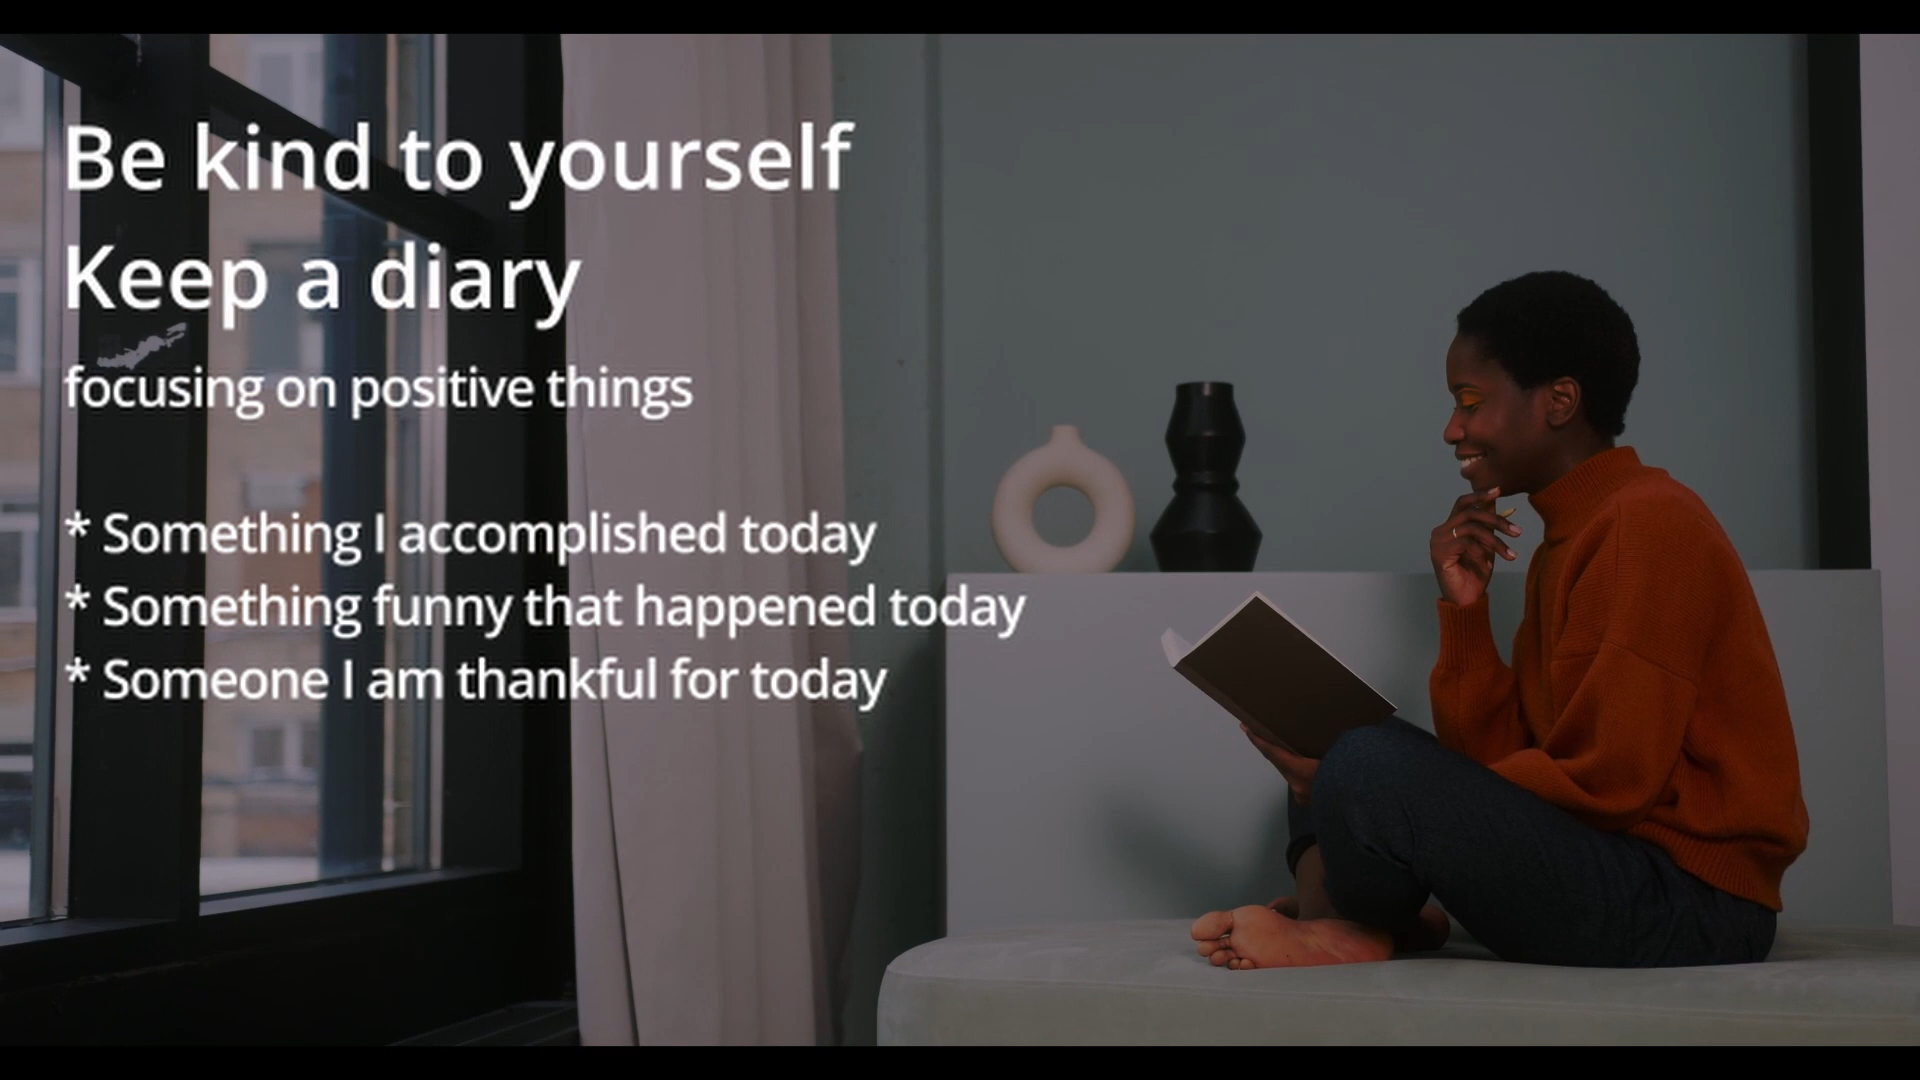 Be kind to yourself
Keep a diary
focusing on positive things
* Something I accomplished today
* Something funny that happened today
* Someone I am thankful for today